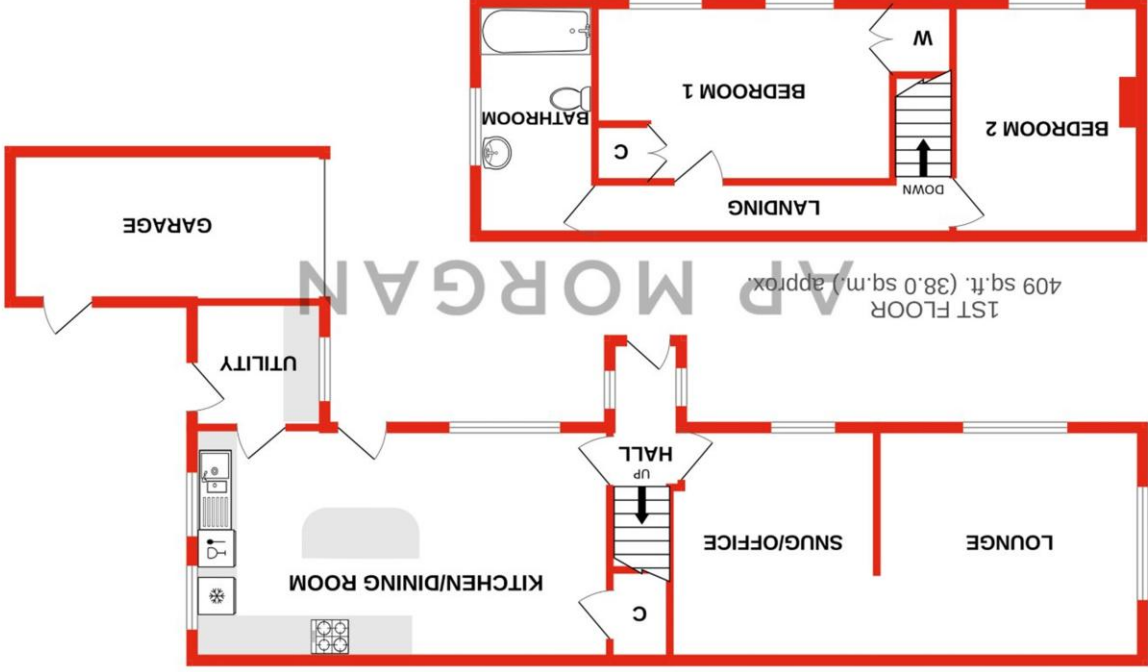 C
KITCHEN/DINING ROOM
LOUNGE
SNUG/OFFICE
UP
HALL
UTILITY
1ST FLOOR
409 sq.ft. (38.0 sq.m.) approx.
AP MORGAN
GARAGE
LANDING
DOWN
C
BEDROOM 2
BATHROOM
BEDROOM 1
W